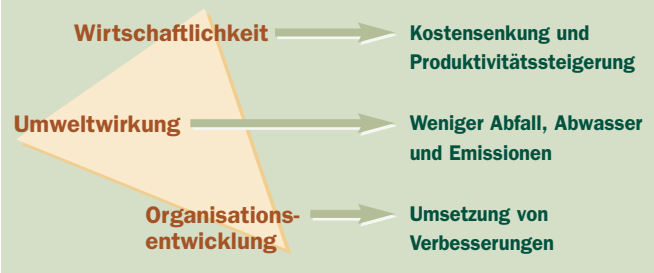 Wirtschaftlichkeit
Kostensenkung und
Produktivitätssteigerung
Umweltwirkung
Weniger Abfall, Abwasser
und Emissionen
Organisations-
entwicklung
Umsetzung von
Verbesserungen